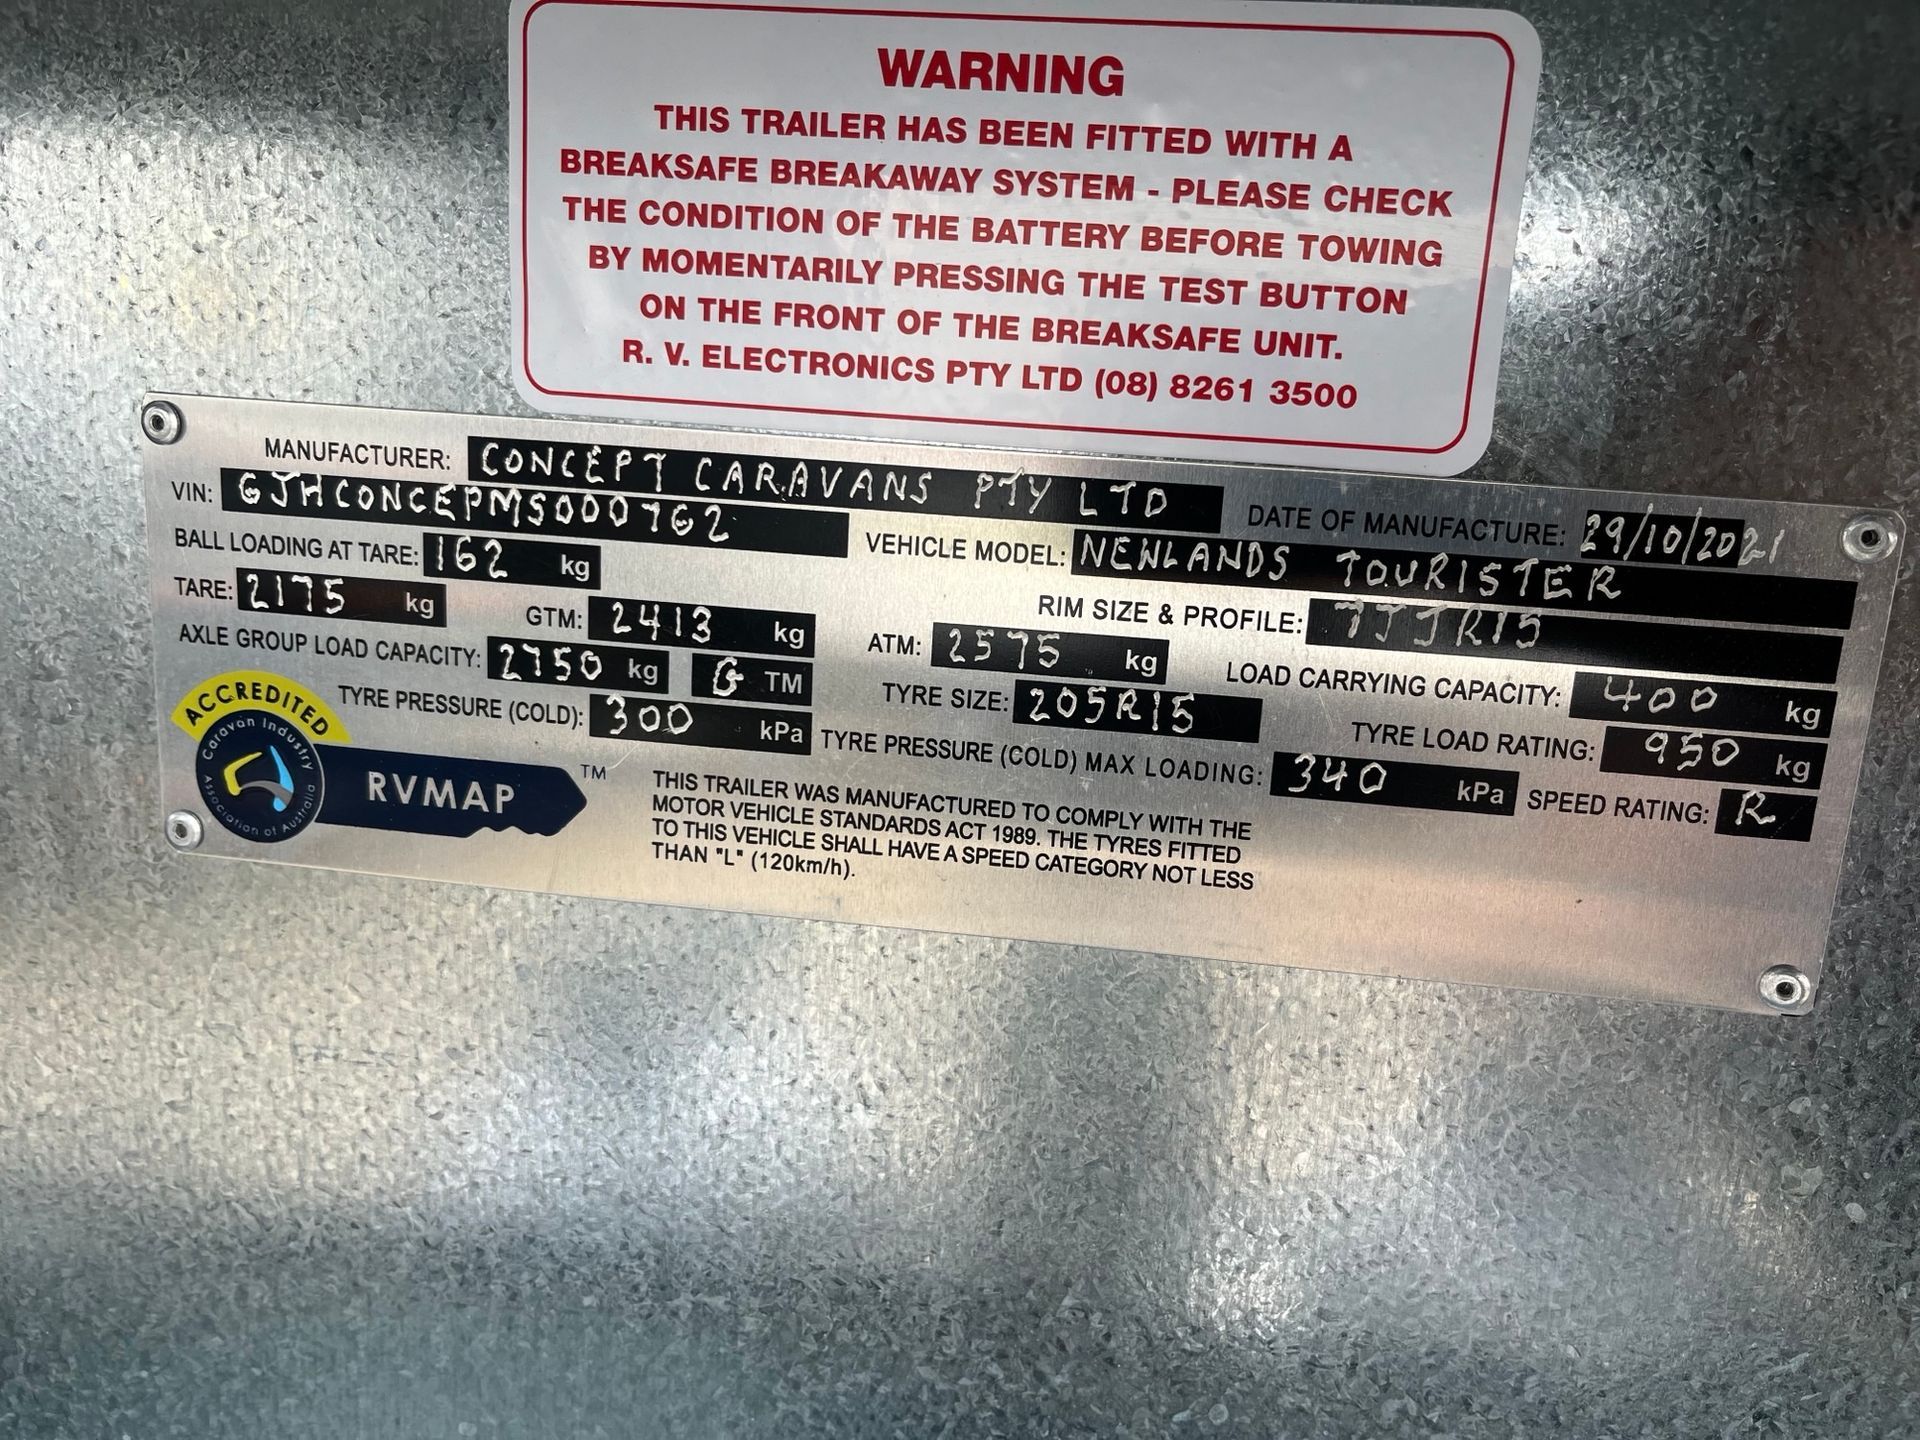 WARNING
THIS TRAILER HAS BEEN FITTED WITH A
BREAKSAFE BREAKAWAY SYSTEM - PLEASE CHECK
THE CONDITION OF THE BATTERY BEFORE TOWING
BY MOMENTARILY PRESSING THE TEST BUTTON
ON THE FRONT OF THE BREAKSAFE UNIT.
R. V. ELECTRONICS PTY LTD (08) 8261 3500
MANUFACTURER: CONCEPT CARAVANS PTY LTD DATE OF MANUFACTURE: 29/10/2021
VIN: 6JHCONCEPMS000762 VEHICLE MODEL: NEWLANDS TOURISTER
BALL LOADING AT TARE: 162 kg RIM SIZE & PROFILE: 7JJR15
TARE: 2175 kg GTM: 2413 kg ATM: 2575 kg LOAD CARRYING CAPACITY: 400 kg
AXLE GROUP LOAD CAPACITY: 2750 kg G TM TYRE SIZE: 205R15 TYRE LOAD RATING: 950 kg
TYRE PRESSURE (COLD): 300 kPa TYRE PRESSURE (COLD) MAX LOADING: 340 kPa SPEED RATING: R
ACCREDITED
Caravan Industry
Association of Australia
RVMAP TM
THIS TRAILER WAS MANUFACTURED TO COMPLY WITH THE
MOTOR VEHICLE STANDARDS ACT 1989. THE TYRES FITTED
TO THIS VEHICLE SHALL HAVE A SPEED CATEGORY NOT LESS
THAN "L" (120km/h).